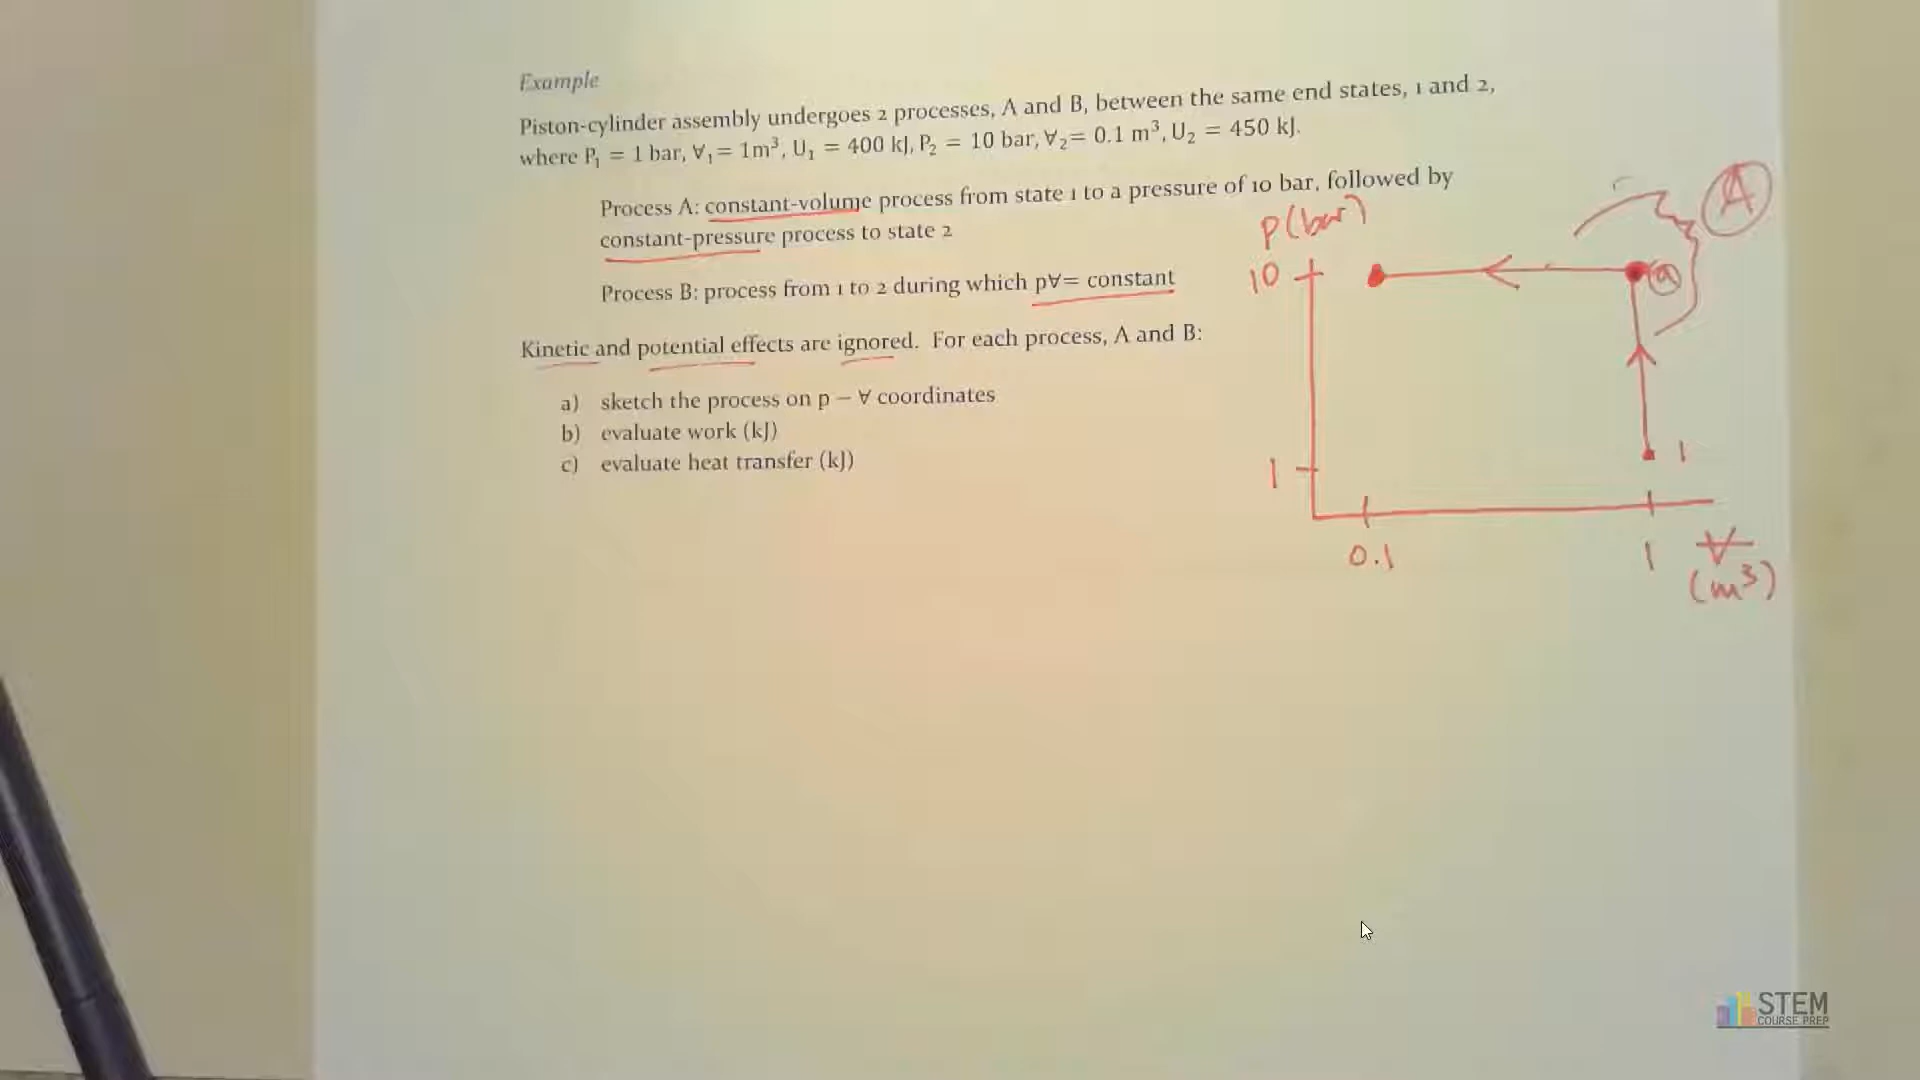 Example
Piston-cylinder assembly undergoes 2 processes, A and B, between the same end states, 1 and 2,
where P₁ = 1 bar, ∀₁= 1m³, U₁ = 400 kJ, P₂ = 10 bar, ∀₂= 0.1 m³, U₂ = 450 kJ.
Process A: constant-volume process from state 1 to a pressure of 10 bar, followed by
constant-pressure process to state 2
Process B: process from 1 to 2 during which p∀= constant
Kinetic and potential effects are ignored. For each process, A and B:
a) sketch the process on p − ∀ coordinates
b) evaluate work (kJ)
c) evaluate heat transfer (kJ)
A
P(bar)
10
a
1
1
0.1
1
∀
(m³)
STEM
COURSE PREP